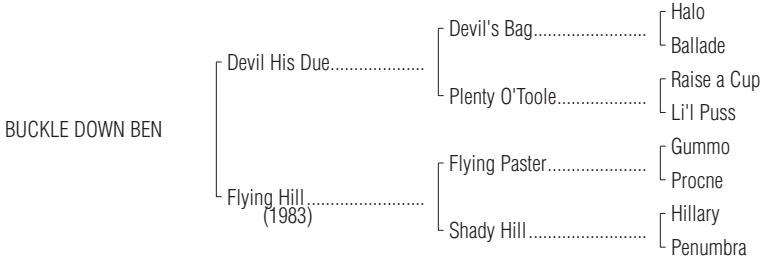 Halo
Devil's Bag........................
Ballade
Devil His Due....................
Raise a Cup
Plenty O'Toole...................
Li'l Puss
BUCKLE DOWN BEN
Gummo
Flying Paster.....................
Procne
Flying Hill.........................
(1983)
Hillary
Shady Hill.........................
Penumbra